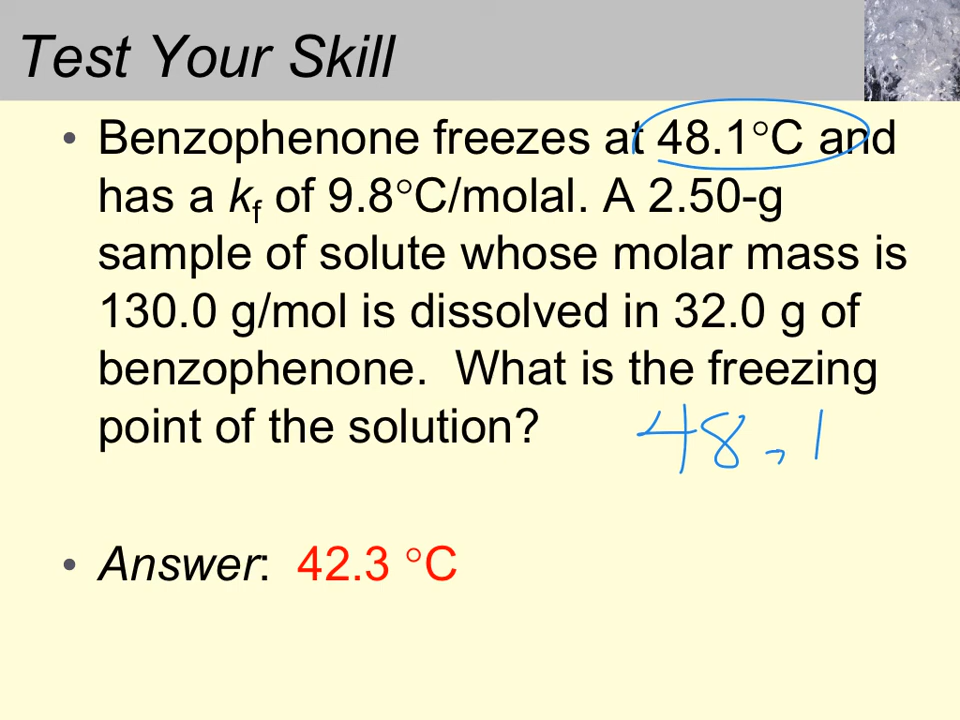 Test Your Skill
• Benzophenone freezes at 48.1°C and
has a kf of 9.8°C/molal. A 2.50-g
sample of solute whose molar mass is
130.0 g/mol is dissolved in 32.0 g of
benzophenone. What is the freezing
point of the solution?
48.1
• Answer: 42.3 °C